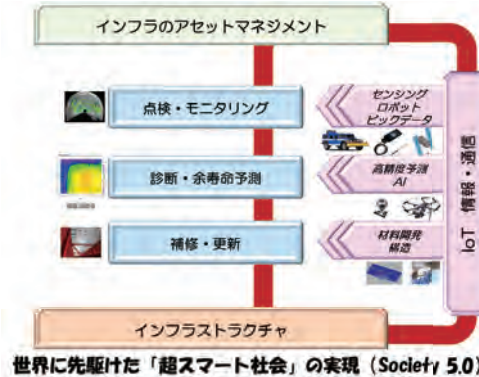 インフラのアセットマネジメント
点検・モニタリング
センシング
ロボット
ビックデータ
診断・余寿命予測
高精度予測
AI
補修・更新
材料開発
構造
IoT 情報・通信
インフラストラクチャ
世界に先駆けた「超スマート社会」の実現（Society 5.0）